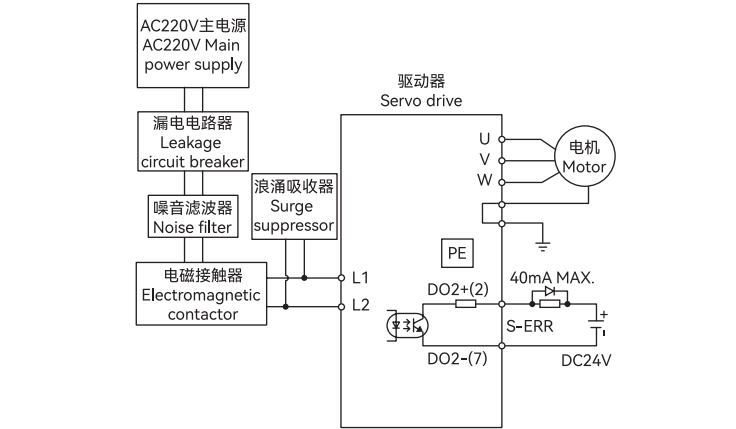 AC220V主电源
AC220V Main
power supply
漏电电路器
Leakage
circuit breaker
噪音滤波器
Noise filter
浪涌吸收器
Surge
suppressor
电磁接触器
Electromagnetic
contactor
驱动器
Servo drive
U
V
W
电机
Motor
PE
L1
L2
DO2+(2)
40mA MAX.
S-ERR
+
-
DO2-(7)
DC24V